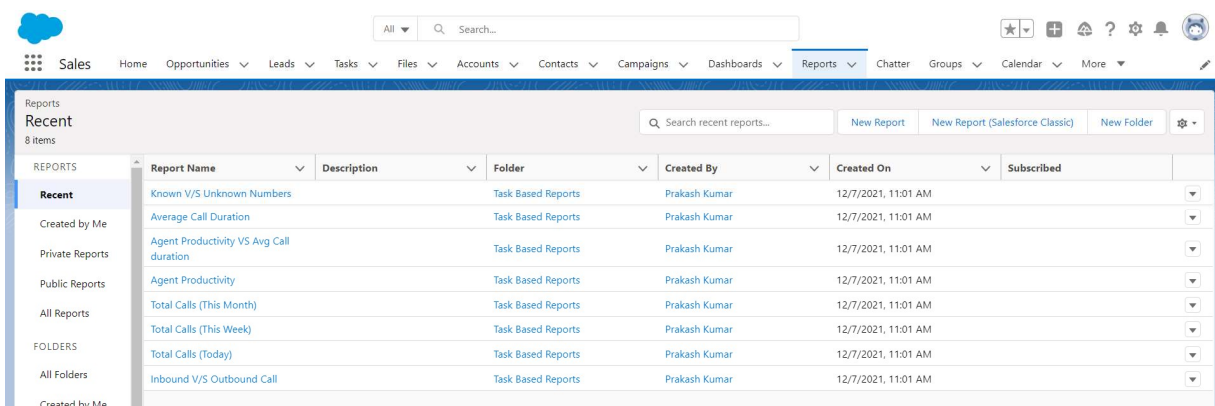 All
Search...
Sales
Home Opportunities Leads Tasks Files Accounts Contacts Campaigns Dashboards Reports Chatter Groups Calendar More
Reports
Recent
8 items
Search recent reports...
New Report New Report (Salesforce Classic) New Folder
REPORTS
Recent
Created by Me
Private Reports
Public Reports
All Reports
FOLDERS
All Folders
Created by Me
Report Name Description Folder Created By Created On Subscribed
Known V/S Unknown Numbers Task Based Reports Prakash Kumar 12/7/2021, 11:01 AM
Average Call Duration Task Based Reports Prakash Kumar 12/7/2021, 11:01 AM
Agent Productivity VS Avg Call
duration Task Based Reports Prakash Kumar 12/7/2021, 11:01 AM
Agent Productivity Task Based Reports Prakash Kumar 12/7/2021, 11:01 AM
Total Calls (This Month) Task Based Reports Prakash Kumar 12/7/2021, 11:01 AM
Total Calls (This Week) Task Based Reports Prakash Kumar 12/7/2021, 11:01 AM
Total Calls (Today) Task Based Reports Prakash Kumar 12/7/2021, 11:01 AM
Inbound V/S Outbound Call Task Based Reports Prakash Kumar 12/7/2021, 11:01 AM